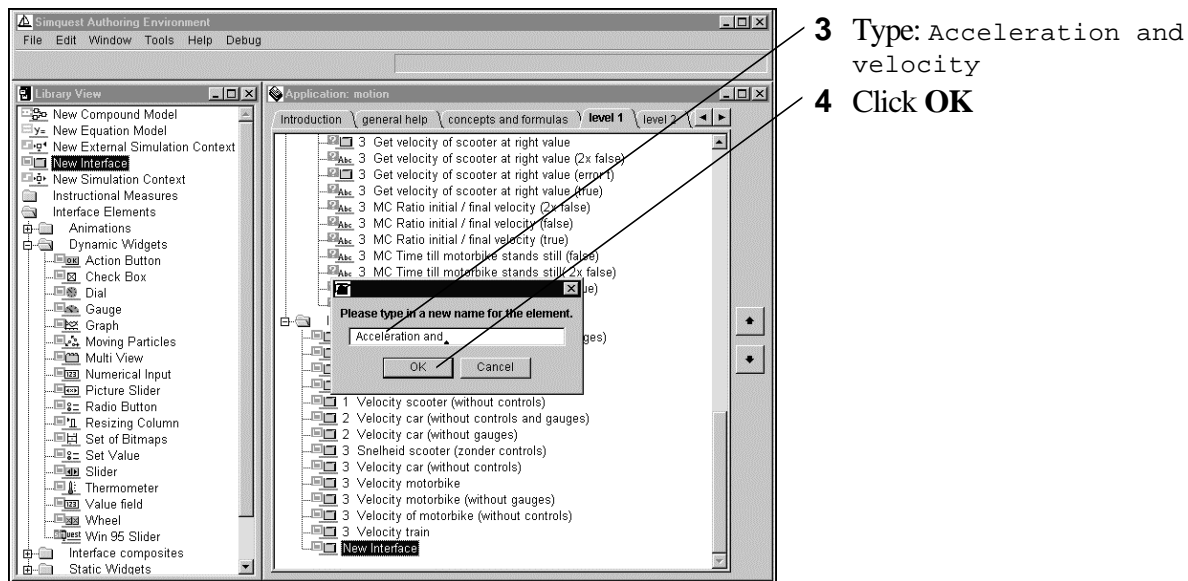 Simquest Authoring Environment
File Edit Window Tools Help Debug
Library View
New Compound Model
New Equation Model
New External Simulation Context
New Interface
New Simulation Context
Instructional Measures
Interface Elements
Animations
Dynamic Widgets
Action Button
Check Box
Dial
Gauge
Graph
Moving Particles
Multi View
Numerical Input
Picture Slider
Radio Button
Resizing Column
Set of Bitmaps
Set Value
Slider
Thermometer
Value field
Wheel
Win 95 Slider
Interface composites
Static Widgets
Application: motion
Introduction general help concepts and formulas level 1 level 2
3 Get velocity of scooter at right value
3 Get velocity of scooter at right value (2x false)
3 Get velocity of scooter at right value (error t)
3 Get velocity of scooter at right value (true)
3 MC Ratio initial / final velocity (2x false)
3 MC Ratio initial / final velocity (false)
3 MC Ratio initial / final velocity (true)
3 MC Time till motorbike stands still (false)
3 MC Time till motorbike stands still( 2x false)
Please type in a new name for the element.
Acceleration and
OK Cancel
ges)
1 Velocity scooter (without controls)
2 Velocity car (without controls and gauges)
2 Velocity car (without gauges)
3 Snelheid scooter (zonder controls)
3 Velocity car (without controls)
3 Velocity motorbike
3 Velocity motorbike (without gauges)
3 Velocity of motorbike (without controls)
3 Velocity train
New Interface
3 Type: Acceleration and
velocity
4 Click OK